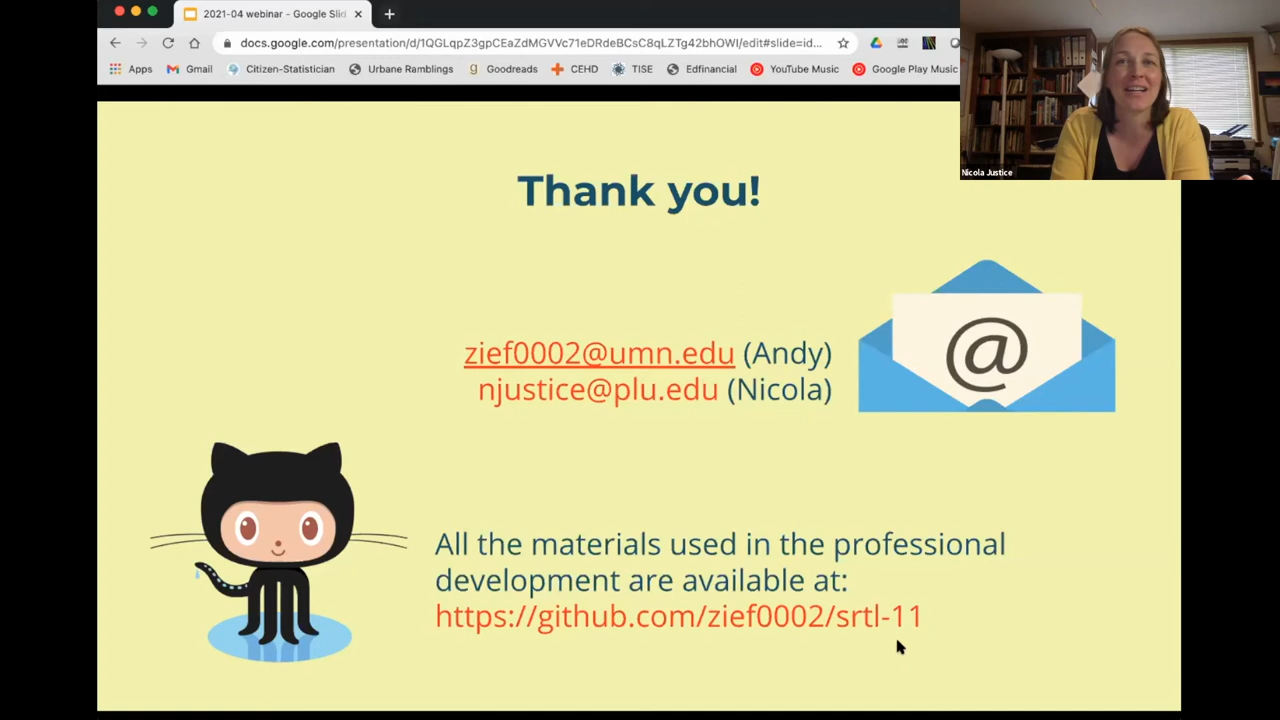 2021-04 webinar - Google Slid
docs.google.com/presentation/d/1QGLqpZ3gpCEaZdMGVVc71eDRdeBCsC8qLZTg42bhOWI/edit#slide=id...
Apps Gmail Citizen-Statistician Urbane Ramblings Goodreads CEHD TISE Edfinancial YouTube Music Google Play Music
Nicola Justice
Thank you!
zief0002@umn.edu (Andy)
njustice@plu.edu (Nicola)
@
All the materials used in the professional
development are available at:
https://github.com/zief0002/srtl-11